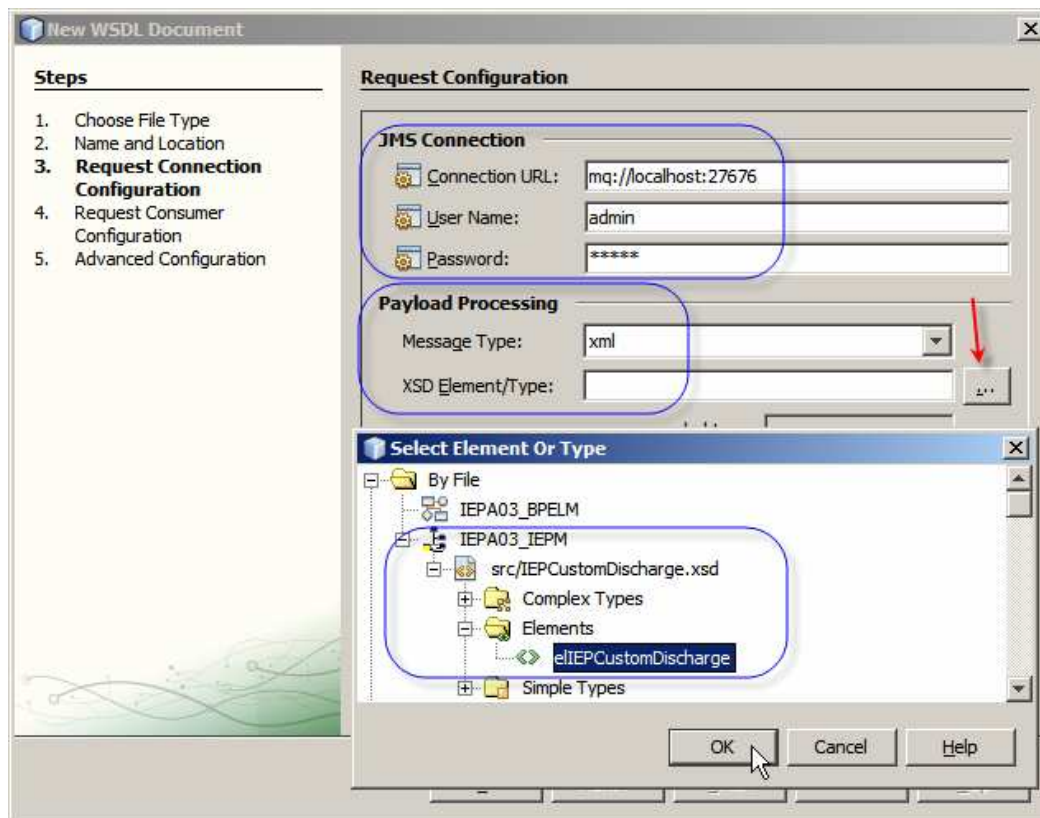 New WSDL Document
Steps
1. Choose File Type
2. Name and Location
3. Request Connection
Configuration
4. Request Consumer
Configuration
5. Advanced Configuration
Request Configuration
JMS Connection
Connection URL: mq://localhost:27676
User Name: admin
Password: *****
Payload Processing
Message Type: xml
XSD Element/Type: ...
Select Element Or Type
By File
IEPA03_BPELM
IEPA03_IEPM
src/IEPCustomDischarge.xsd
Complex Types
Elements
elIEPCustomDischarge
Simple Types
OK Cancel Help